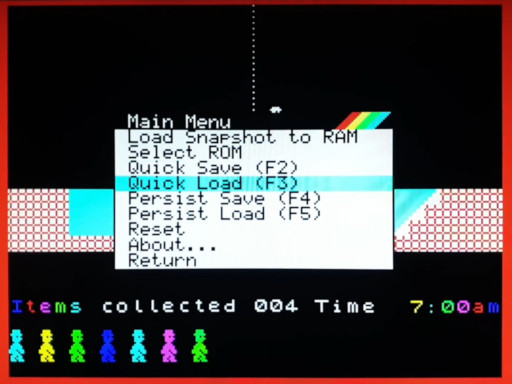 Main Menu
Load Snapshot to RAM
Select ROM
Quick Save (F2)
Quick Load (F3)
Persist Save (F4)
Persist Load (F5)
Reset
About...
Return
Items collected 004 Time 7:00am